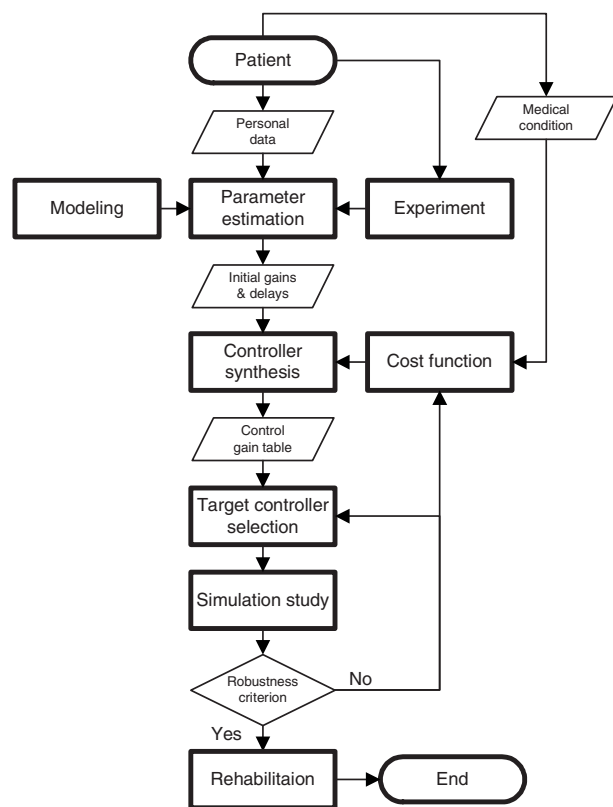 Patient
Personal
data
Medical
condition
Modeling
Parameter
estimation
Experiment
Initial gains
& delays
Controller
synthesis
Cost function
Control
gain table
Target controller
selection
Simulation study
Robustness
criterion
No
Yes
Rehabilitaion
End